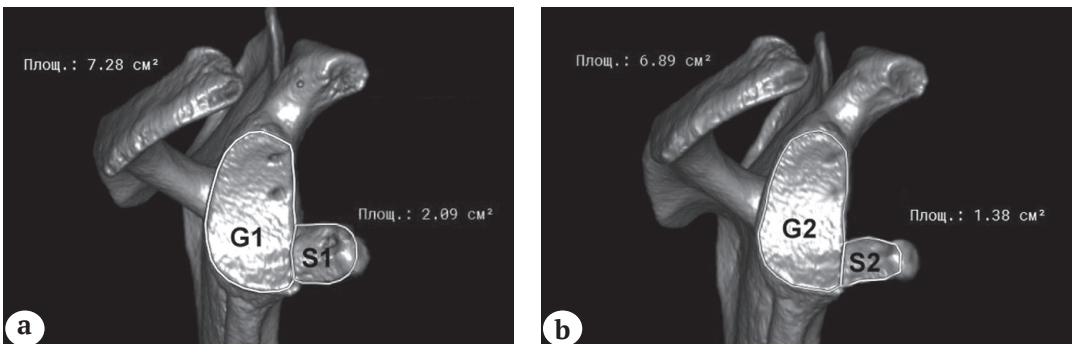 Площ.: 7.28 см²
Площ.: 2.09 см²
G1
S1
a
Площ.: 6.89 см²
Площ.: 1.38 см²
G2
S2
b